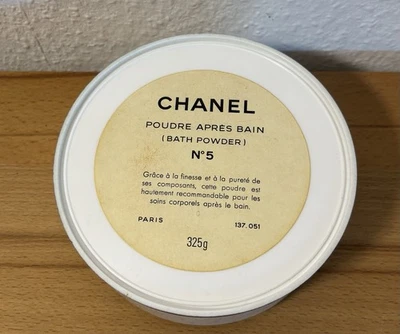 CHANEL
POUDRE APRÈS BAIN
(BATH POWDER)
N°5
Grâce à la finesse et à la pureté de
ses composants, cette poudre est
hautement recommandable pour les
soins corporels après le bain.
PARIS 137.051
325g